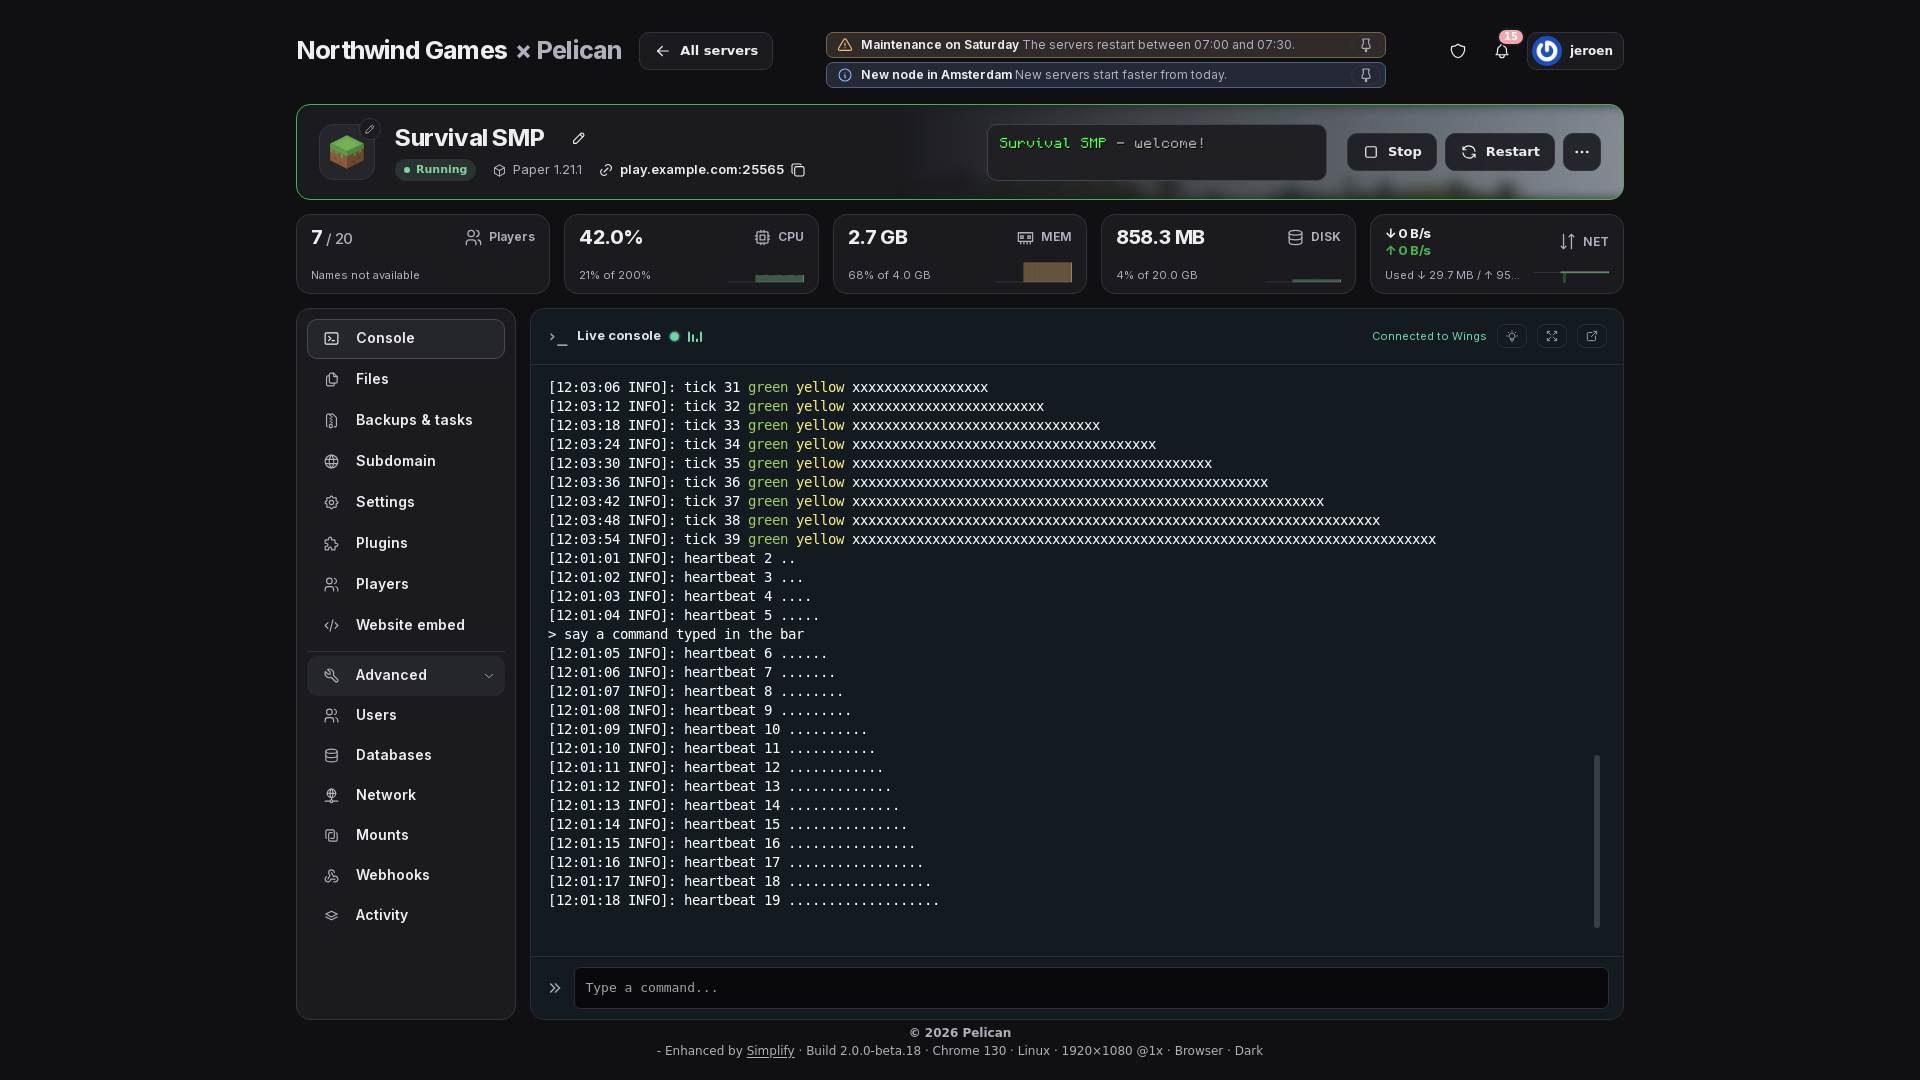 Northwind Games × Pelican
All servers
Maintenance on Saturday The servers restart between 07:00 and 07:30.
New node in Amsterdam New servers start faster from today.
15
jeroen
Survival SMP
Running
Paper 1.21.1
play.example.com:25565
Survival SMP - welcome!
Stop
Restart
7 / 20
Players
Names not available
42.0%
CPU
21% of 200%
2.7 GB
MEM
68% of 4.0 GB
858.3 MB
DISK
4% of 20.0 GB
↓ 0 B/s
↑ 0 B/s
NET
Used ↓ 29.7 MB / ↑ 95...
Console
Files
Backups & tasks
Subdomain
Settings
Plugins
Players
Website embed
Advanced
Users
Databases
Network
Mounts
Webhooks
Activity
Live console
Connected to Wings
[12:03:06 INFO]: tick 31 green yellow xxxxxxxxxxxxxxxxx
[12:03:12 INFO]: tick 32 green yellow xxxxxxxxxxxxxxxxxxxxxxxx
[12:03:18 INFO]: tick 33 green yellow xxxxxxxxxxxxxxxxxxxxxxxxxxxxxxx
[12:03:24 INFO]: tick 34 green yellow xxxxxxxxxxxxxxxxxxxxxxxxxxxxxxxxxxxxxx
[12:03:30 INFO]: tick 35 green yellow xxxxxxxxxxxxxxxxxxxxxxxxxxxxxxxxxxxxxxxxxxxxx
[12:03:36 INFO]: tick 36 green yellow xxxxxxxxxxxxxxxxxxxxxxxxxxxxxxxxxxxxxxxxxxxxxxxxxxxx
[12:03:42 INFO]: tick 37 green yellow xxxxxxxxxxxxxxxxxxxxxxxxxxxxxxxxxxxxxxxxxxxxxxxxxxxxxxxxxxx
[12:03:48 INFO]: tick 38 green yellow xxxxxxxxxxxxxxxxxxxxxxxxxxxxxxxxxxxxxxxxxxxxxxxxxxxxxxxxxxxxxxxxxx
[12:03:54 INFO]: tick 39 green yellow xxxxxxxxxxxxxxxxxxxxxxxxxxxxxxxxxxxxxxxxxxxxxxxxxxxxxxxxxxxxxxxxxxxxxxxxx
[12:01:01 INFO]: heartbeat 2 ..
[12:01:02 INFO]: heartbeat 3 ...
[12:01:03 INFO]: heartbeat 4 ....
[12:01:04 INFO]: heartbeat 5 .....
> say a command typed in the bar
[12:01:05 INFO]: heartbeat 6 ......
[12:01:06 INFO]: heartbeat 7 .......
[12:01:07 INFO]: heartbeat 8 ........
[12:01:08 INFO]: heartbeat 9 .........
[12:01:09 INFO]: heartbeat 10 ..........
[12:01:10 INFO]: heartbeat 11 ...........
[12:01:11 INFO]: heartbeat 12 ............
[12:01:12 INFO]: heartbeat 13 .............
[12:01:13 INFO]: heartbeat 14 ..............
[12:01:14 INFO]: heartbeat 15 ...............
[12:01:15 INFO]: heartbeat 16 ................
[12:01:16 INFO]: heartbeat 17 .................
[12:01:17 INFO]: heartbeat 18 ..................
[12:01:18 INFO]: heartbeat 19 ...................
Type a command...
© 2026 Pelican
- Enhanced by Simplify · Build 2.0.0-beta.18 · Chrome 130 · Linux · 1920×1080 @1x · Browser · Dark